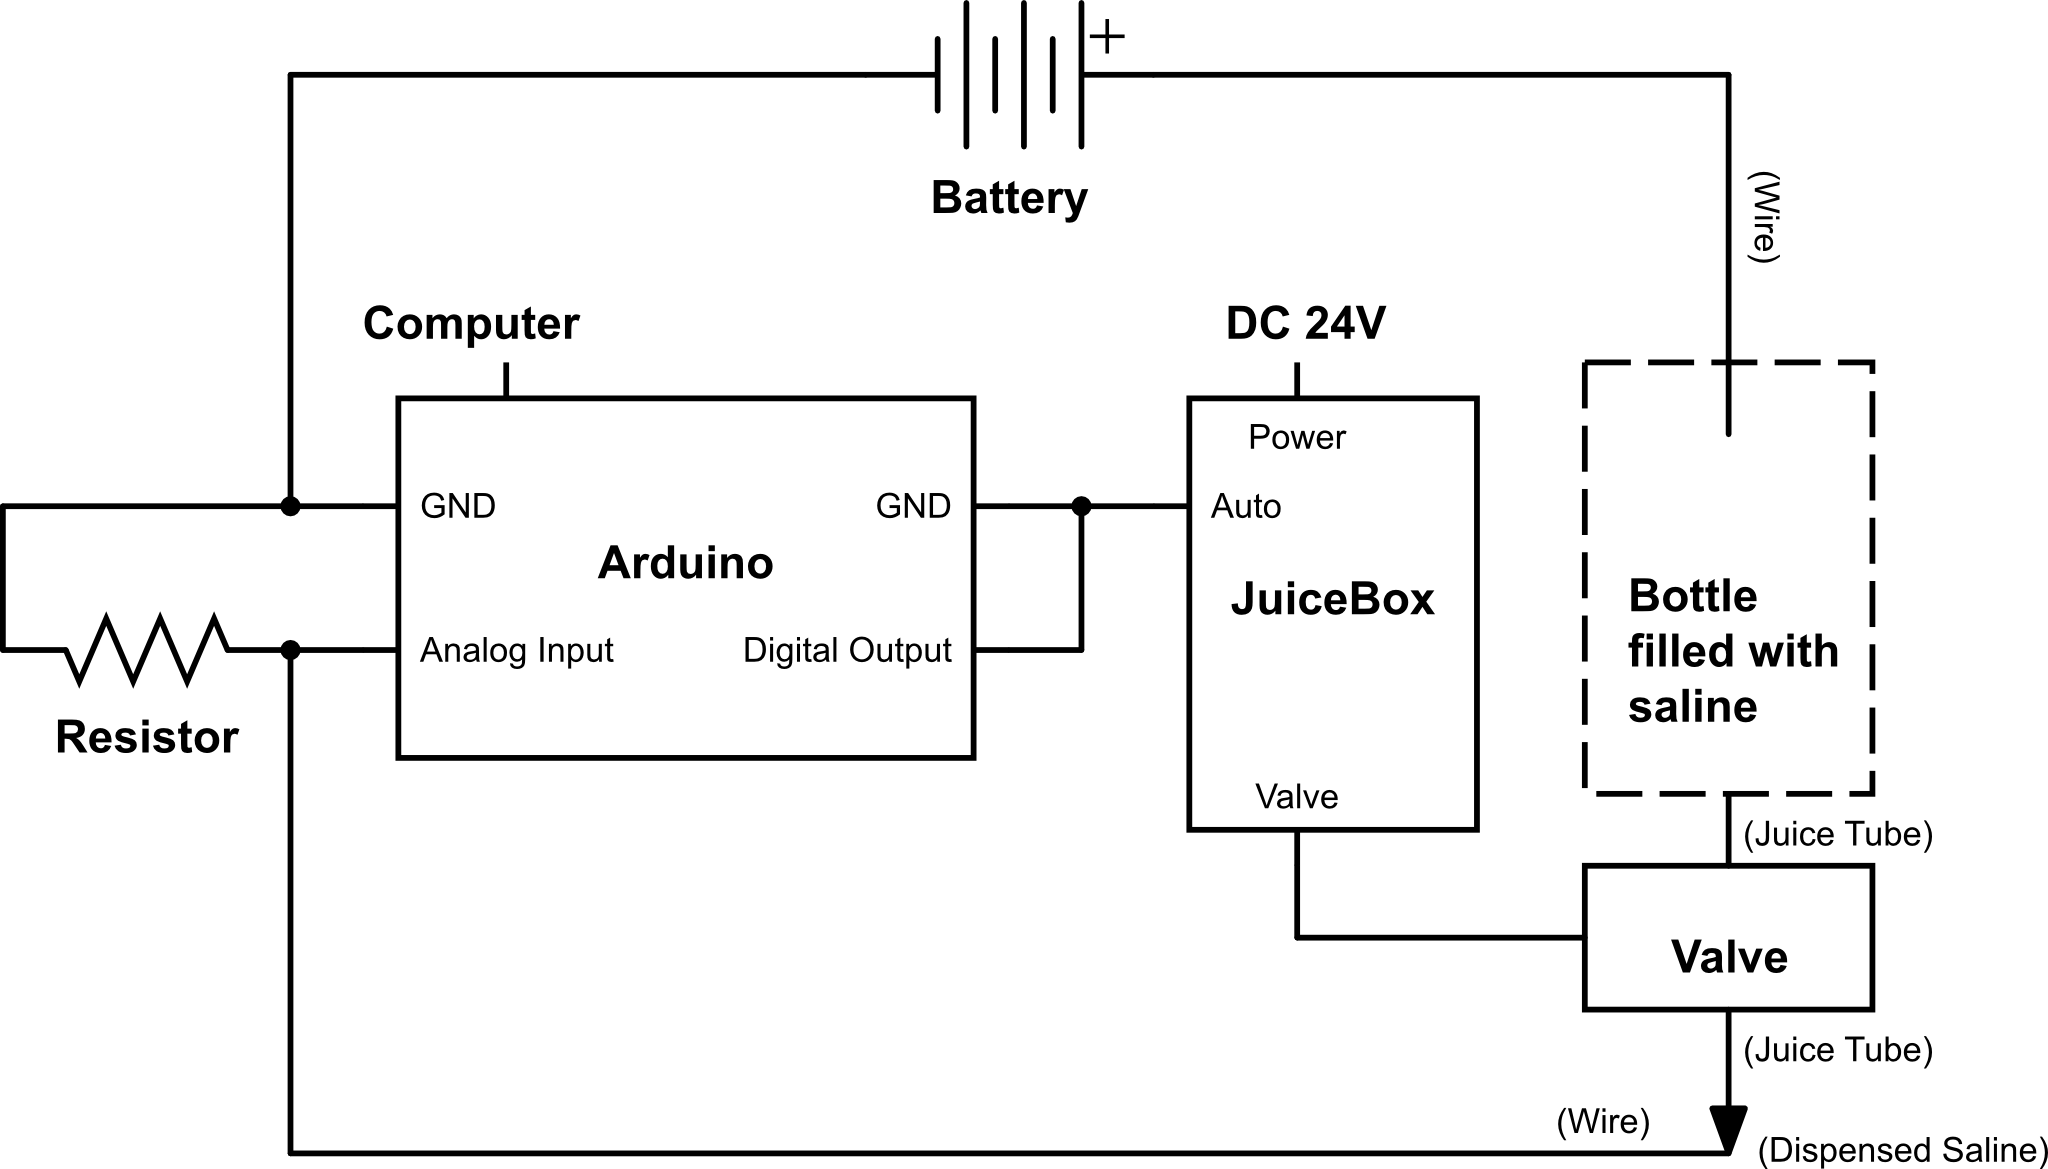 +
Battery
(Wire)
Computer
DC 24V
Power
GND
GND
Auto
Arduino
JuiceBox
Bottle
filled with
saline
Analog Input
Digital Output
Resistor
Valve
(Juice Tube)
Valve
(Juice Tube)
(Wire)
(Dispensed Saline)